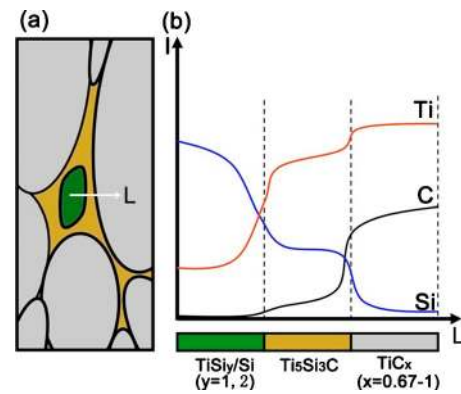 (a)
L
(b)
I
Ti
C
Si
L
TiSiy/Si
(y=1, 2)
Ti5Si3C
TiCx
(x=0.67-1)